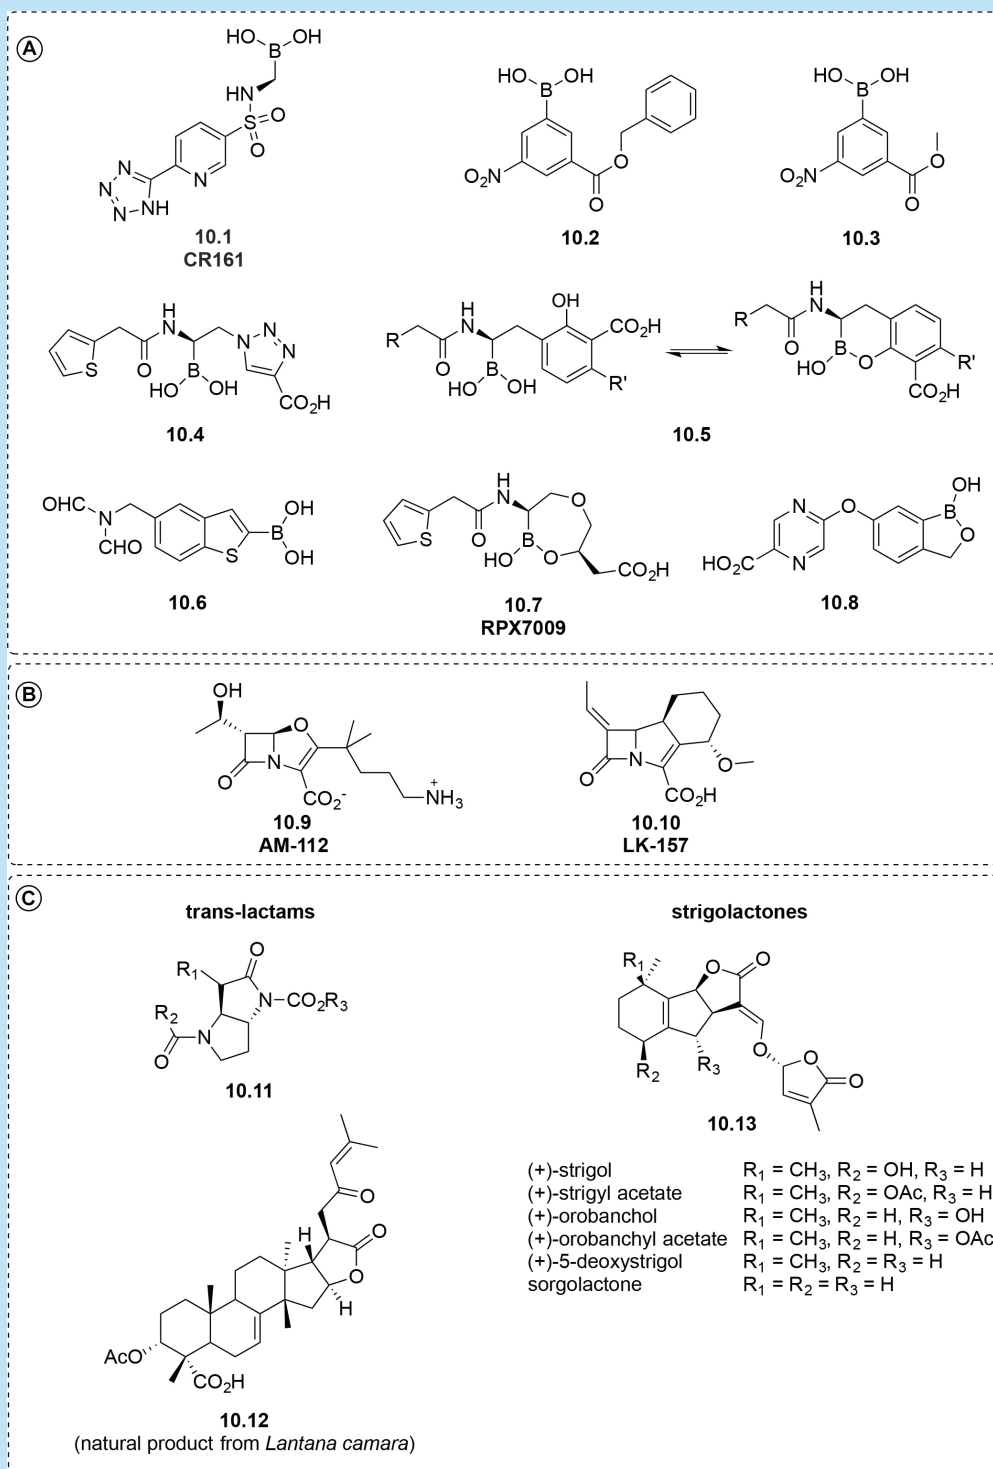 A
HO OH
B
HN
S O
O
N
N
N
N NH
10.1
CR161
HO OH
B
O2N
O
O
10.2
HO OH
B
O2N
O
O
10.3
H
N
O
S
B
HO OH
N N
N
CO2H
10.4
R
H
N
O
B
HO OH
OH
CO2H
R'
R
H
N
O
B
HO O
R'
CO2H
10.5
OHC
N
CHO
S
B
OH
OH
10.6
S
O
H
N
O
B
HO O
CO2H
10.7
RPX7009
N
N
O
HO2C
OH
B
O
10.8
B
OH
O
N
O
CO2-
+
NH3
10.9
AM-112
O
N
O
CO2H
10.10
LK-157
C
trans-lactams
strigolactones
R1
O
N CO2R3
R2
N
O
10.11
R1
O
O
R2
R3
O
O
O
10.13
O
H
O
O
H
AcO
CO2H
10.12
(natural product from Lantana camara)
(+)-strigol R1 = CH3, R2 = OH, R3 = H
(+)-strigyl acetate R1 = CH3, R2 = OAc, R3 = H
(+)-orobanchol R1 = CH3, R2 = H, R3 = OH
(+)-orobanchyl acetate R1 = CH3, R2 = H, R3 = OAc
(+)-5-deoxystrigol R1 = CH3, R2 = R3 = H
sorgolactone R1 = R2 = R3 = H